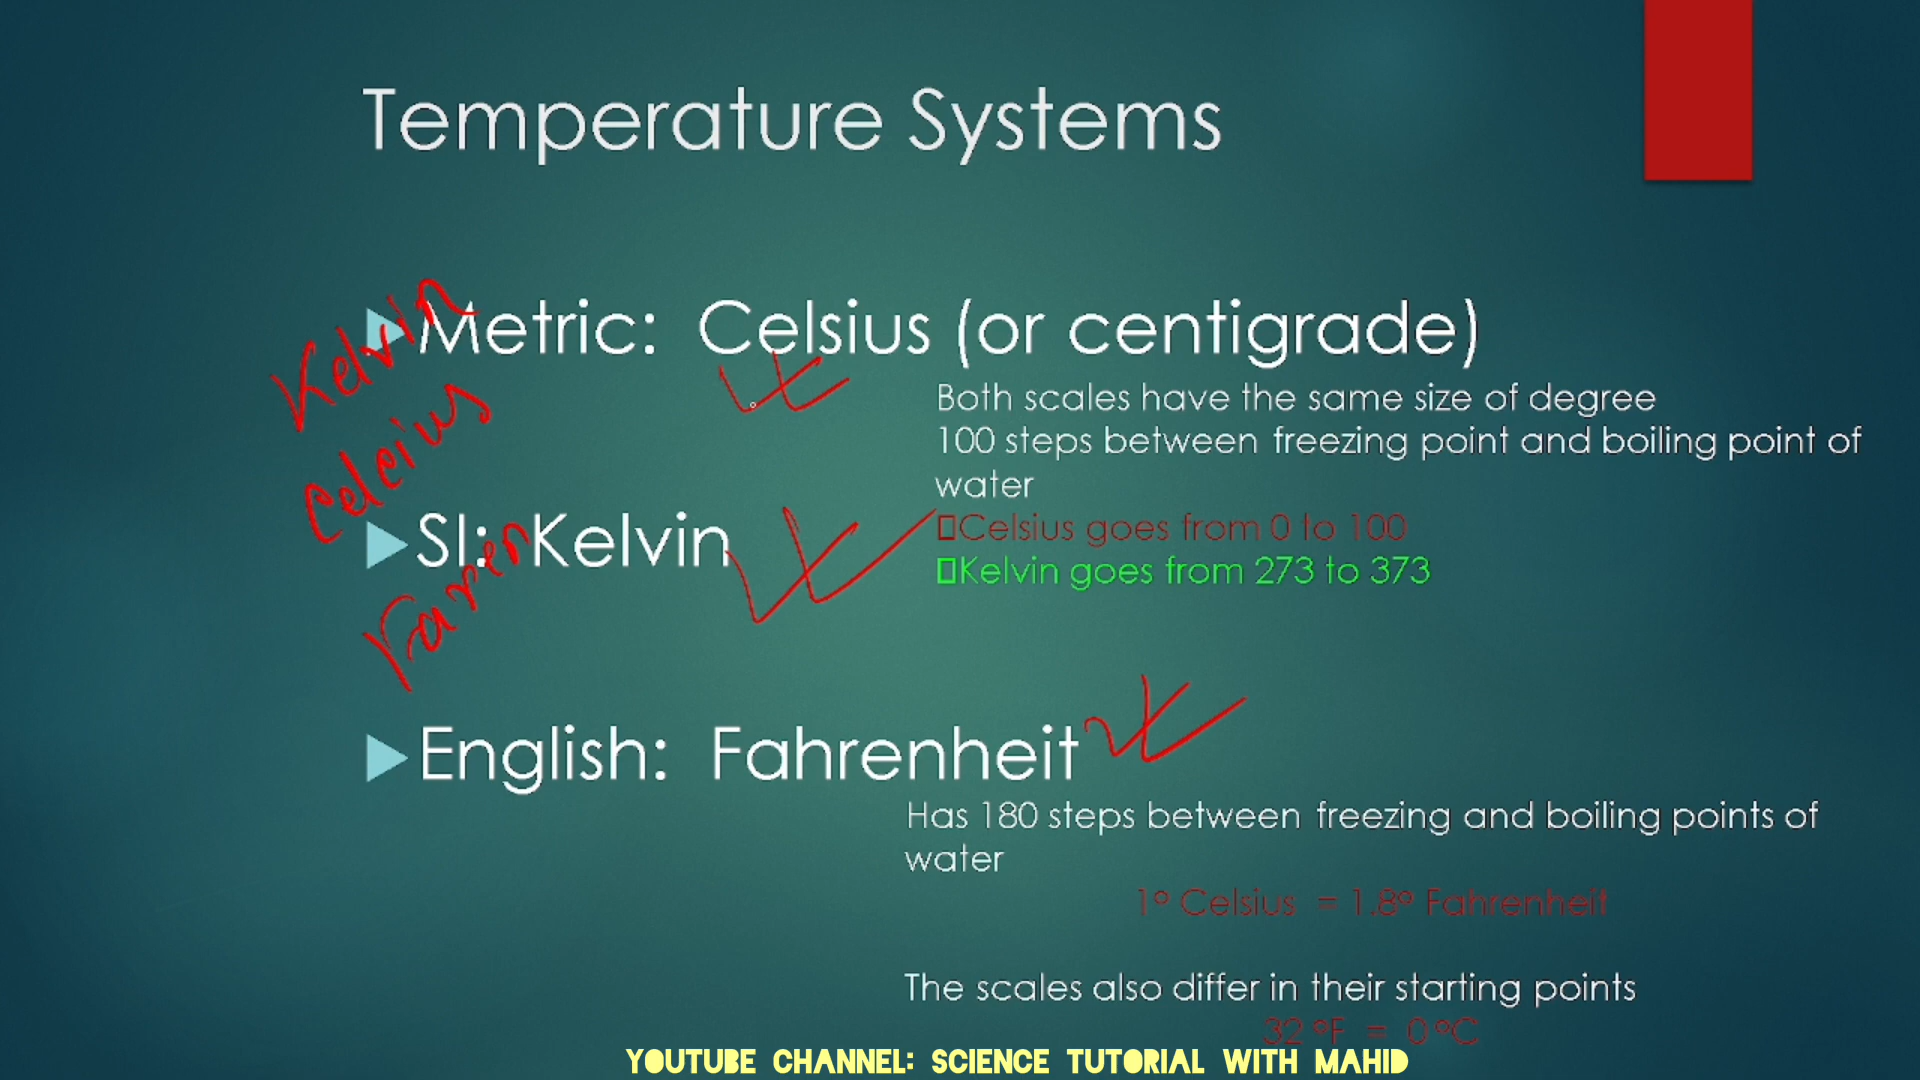 Temperature Systems
Metric: Celsius (or centigrade)
Kelvin
Celcius
Both scales have the same size of degree
100 steps between freezing point and boiling point of
water
Celsius goes from 0 to 100
Kelvin goes from 273 to 373
SI: Kelvin
Faren
English: Fahrenheit
Has 180 steps between freezing and boiling points of
water
1° Celsius = 1.8° Fahrenheit
The scales also differ in their starting points
32 °F = 0 °C
YOUTUBE CHANNEL: SCIENCE TUTORIAL WITH MAHID